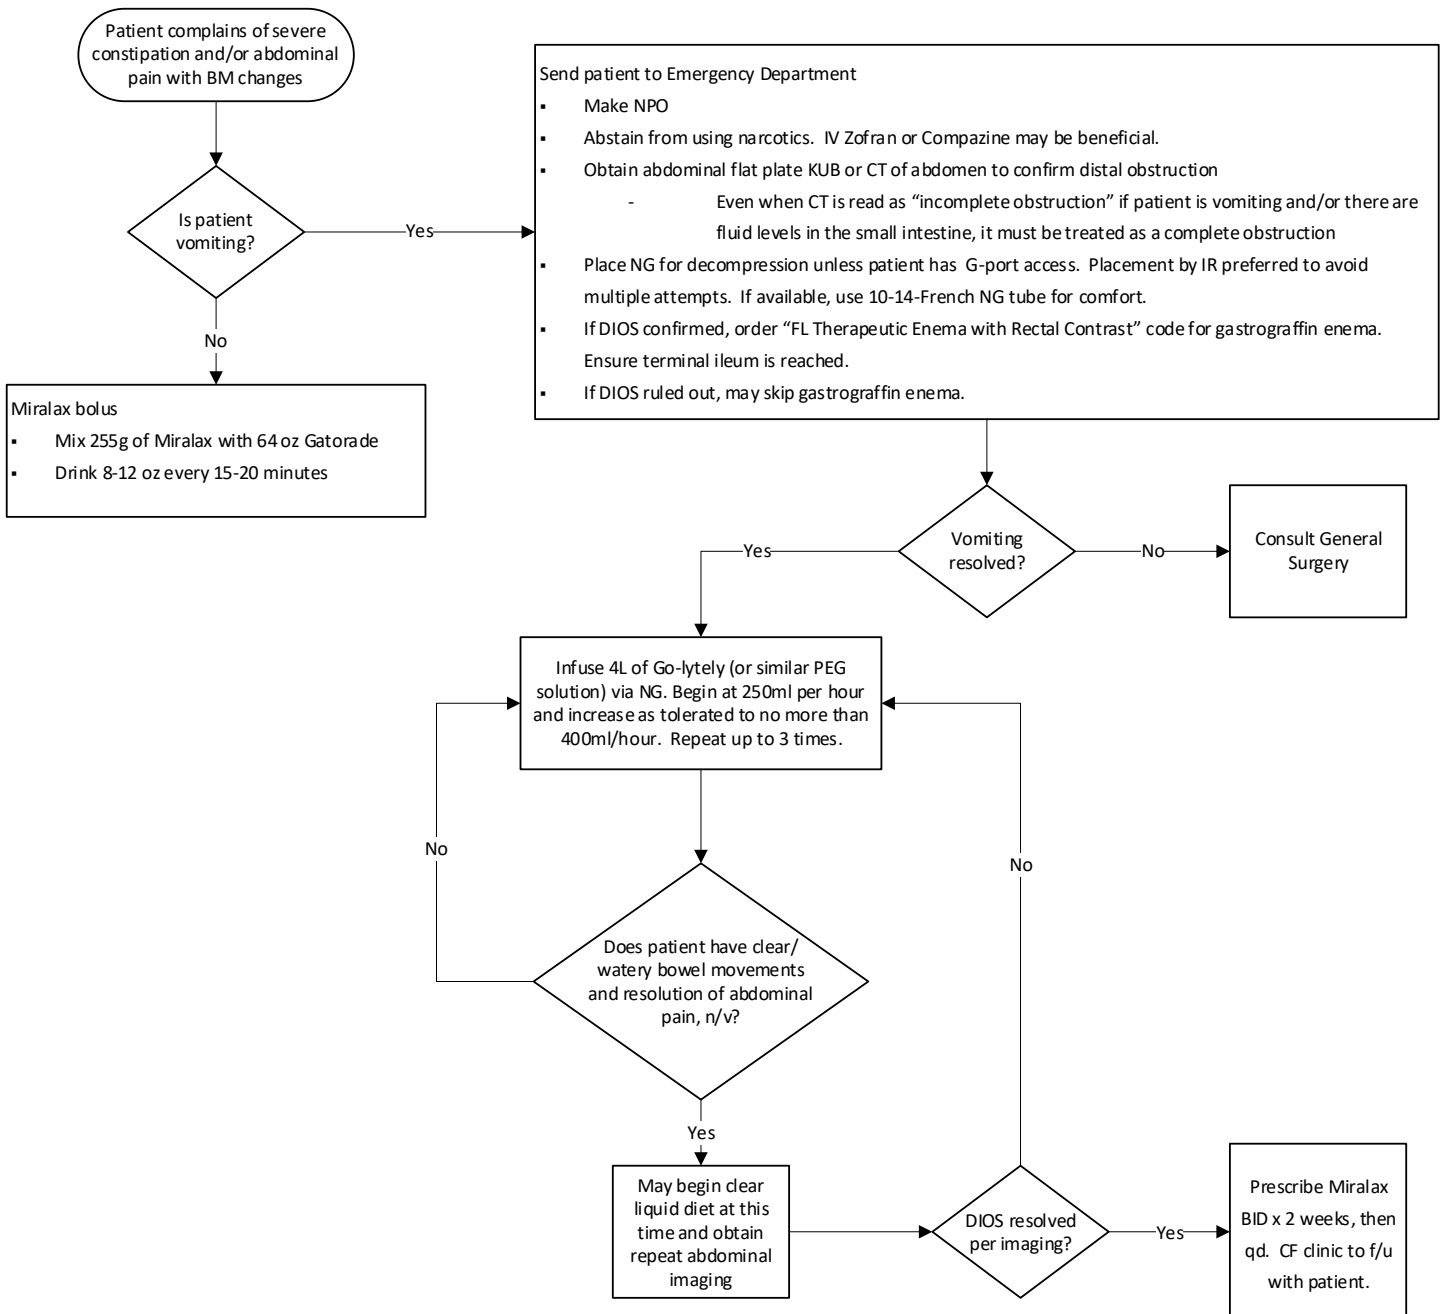 Patient complains of severe
constipation and/or abdominal
pain with BM changes
Is patient
vomiting?
Yes
No
Send patient to Emergency Department
▪ Make NPO
▪ Abstain from using narcotics. IV Zofran or Compazine may be beneficial.
▪ Obtain abdominal flat plate KUB or CT of abdomen to confirm distal obstruction
- Even when CT is read as “incomplete obstruction” if patient is vomiting and/or there are
fluid levels in the small intestine, it must be treated as a complete obstruction
▪ Place NG for decompression unless patient has G-port access. Placement by IR preferred to avoid
multiple attempts. If available, use 10-14-French NG tube for comfort.
▪ If DIOS confirmed, order “FL Therapeutic Enema with Rectal Contrast” code for gastrograffin enema.
Ensure terminal ileum is reached.
▪ If DIOS ruled out, may skip gastrograffin enema.
Miralax bolus
▪ Mix 255g of Miralax with 64 oz Gatorade
▪ Drink 8-12 oz every 15-20 minutes
Vomiting
resolved?
Yes
No
Consult General
Surgery
Infuse 4L of Go-lytely (or similar PEG
solution) via NG. Begin at 250ml per hour
and increase as tolerated to no more than
400ml/hour. Repeat up to 3 times.
No
No
Does patient have clear/
watery bowel movements
and resolution of abdominal
pain, n/v?
Yes
May begin clear
liquid diet at this
time and obtain
repeat abdominal
imaging
DIOS resolved
per imaging?
Yes
Prescribe Miralax
BID x 2 weeks, then
qd. CF clinic to f/u
with patient.